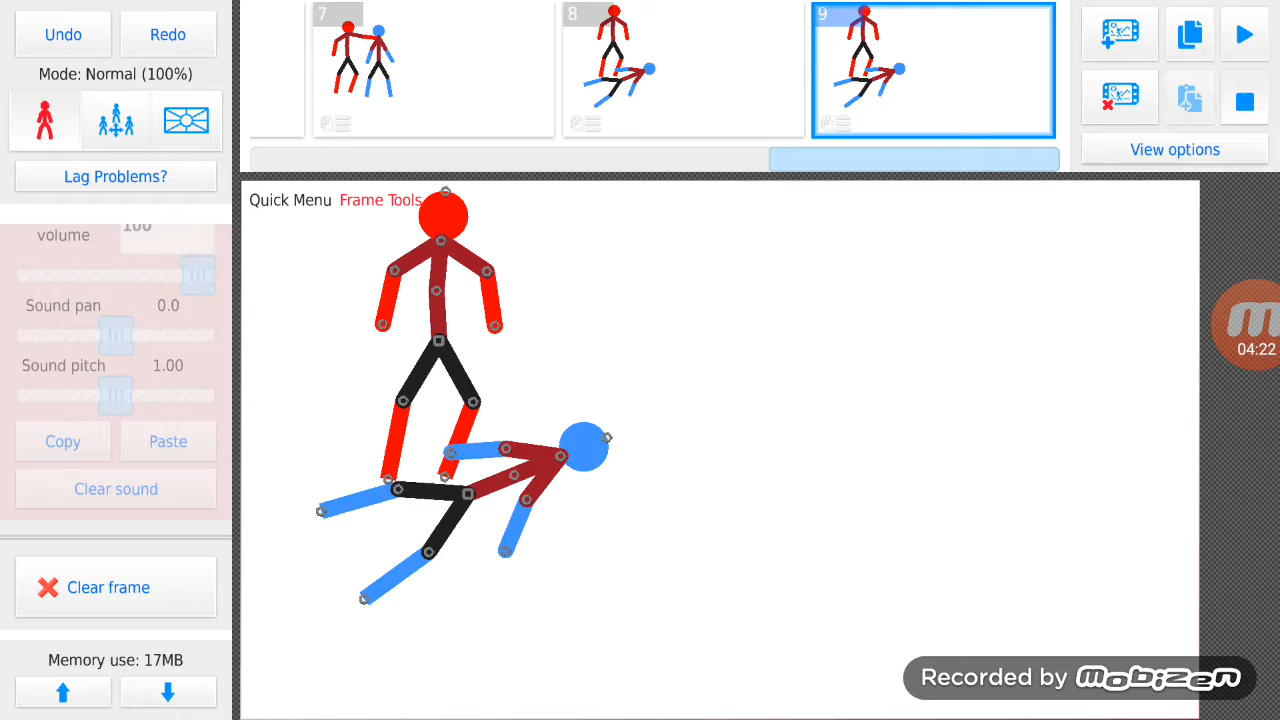 Undo
Redo
Mode: Normal (100%)
Lag Problems?
volume
100
Sound pan
0.0
Sound pitch
1.00
Copy
Paste
Clear sound
Clear frame
Memory use: 17MB
7
8
9
View options
Quick Menu
Frame Tools
04:22
Recorded by mobizen